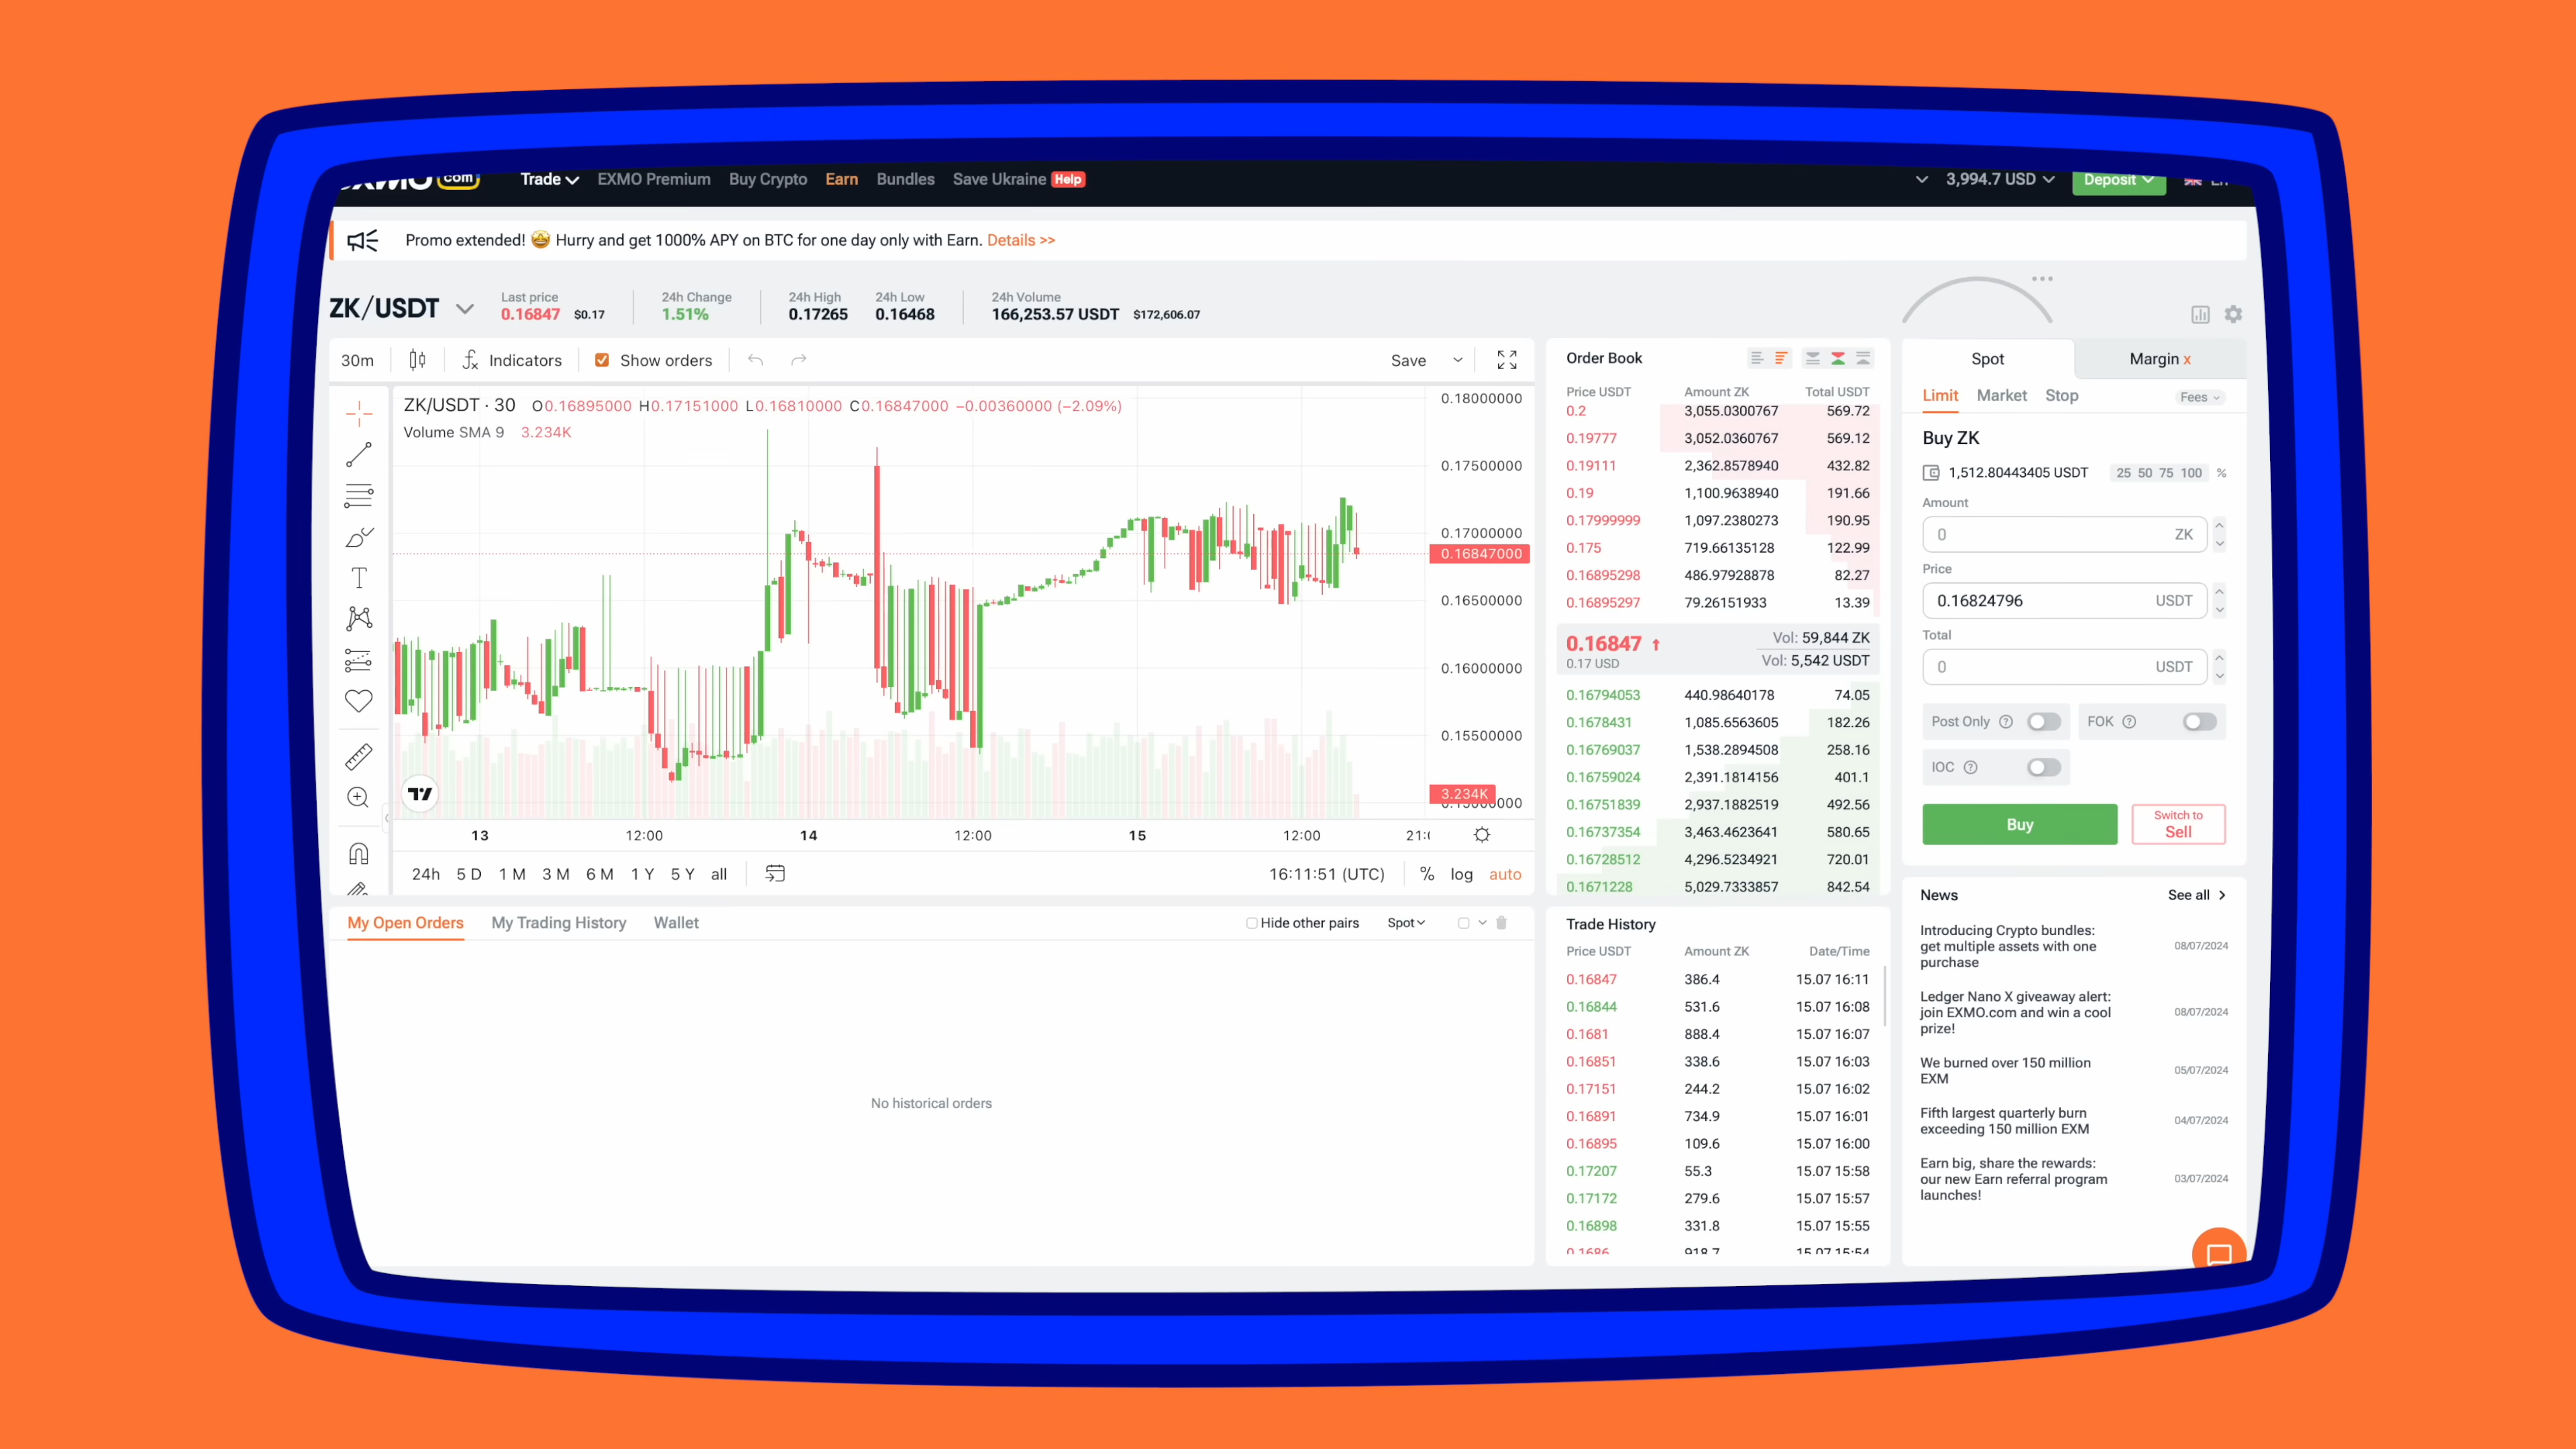 com Trade EXMO Premium Buy Crypto Earn Bundles Save Ukraine Help 3,994.7 USD Deposit
Promo extended! 🤩 Hurry and get 1000% APY on BTC for one day only with Earn. Details >>
ZK/USDT
Last price
0.16847 $0.17
24h Change
1.51%
24h High
0.17265
24h Low
0.16468
24h Volume
166,253.57 USDT $172,606.07
30m Indicators Show orders Save
ZK/USDT · 30 O0.16895000 H0.17151000 L0.16810000 C0.16847000 −0.00360000 (−2.09%)
Volume SMA 9 3.234K
0.18000000
0.17500000
0.17000000
0.16847000
0.16500000
0.16000000
0.15500000
3.234K
13 12:00 14 12:00 15 12:00
24h 5 D 1 M 3 M 6 M 1 Y 5 Y all 16:11:51 (UTC) % log auto
My Open Orders My Trading History Wallet Hide other pairs Spot
No historical orders
Order Book
Price USDT Amount ZK Total USDT
0.2 3,055.0300767 569.72
0.19777 3,052.0360767 569.12
0.19111 2,362.8578940 432.82
0.19 1,100.9638940 191.66
0.17999999 1,097.2380273 190.95
0.175 719.66135128 122.99
0.16895298 486.97928878 82.27
0.16895297 79.26151933 13.39
0.16847 ↑ Vol: 59,844 ZK
0.17 USD Vol: 5,542 USDT
0.16794053 440.98640178 74.05
0.1678431 1,085.6563605 182.26
0.16769037 1,538.2894508 258.16
0.16759024 2,391.1814156 401.1
0.16751839 2,937.1882519 492.56
0.16737354 3,463.4623641 580.65
0.16728512 4,296.5234921 720.01
0.1671228 5,029.7333857 842.54
Trade History
Price USDT Amount ZK Date/Time
0.16847 386.4 15.07 16:11
0.16844 531.6 15.07 16:08
0.1681 888.4 15.07 16:07
0.16851 338.6 15.07 16:03
0.17151 244.2 15.07 16:02
0.16891 734.9 15.07 16:01
0.16895 109.6 15.07 16:00
0.17207 55.3 15.07 15:58
0.17172 279.6 15.07 15:57
0.16898 331.8 15.07 15:55
0.1686 918.7 15.07 15:54
Spot Margin x
Limit Market Stop Fees
Buy ZK
1,512.80443405 USDT 25 50 75 100 %
Amount
0 ZK
Price
0.16824796 USDT
Total
0 USDT
Post Only FOK
IOC
Buy
Switch to
Sell
News See all
Introducing Crypto bundles:
get multiple assets with one 08/07/2024
purchase
Ledger Nano X giveaway alert:
join EXMO.com and win a cool 08/07/2024
prize!
We burned over 150 million
EXM 05/07/2024
Fifth largest quarterly burn
exceeding 150 million EXM 04/07/2024
Earn big, share the rewards:
our new Earn referral program 03/07/2024
launches!